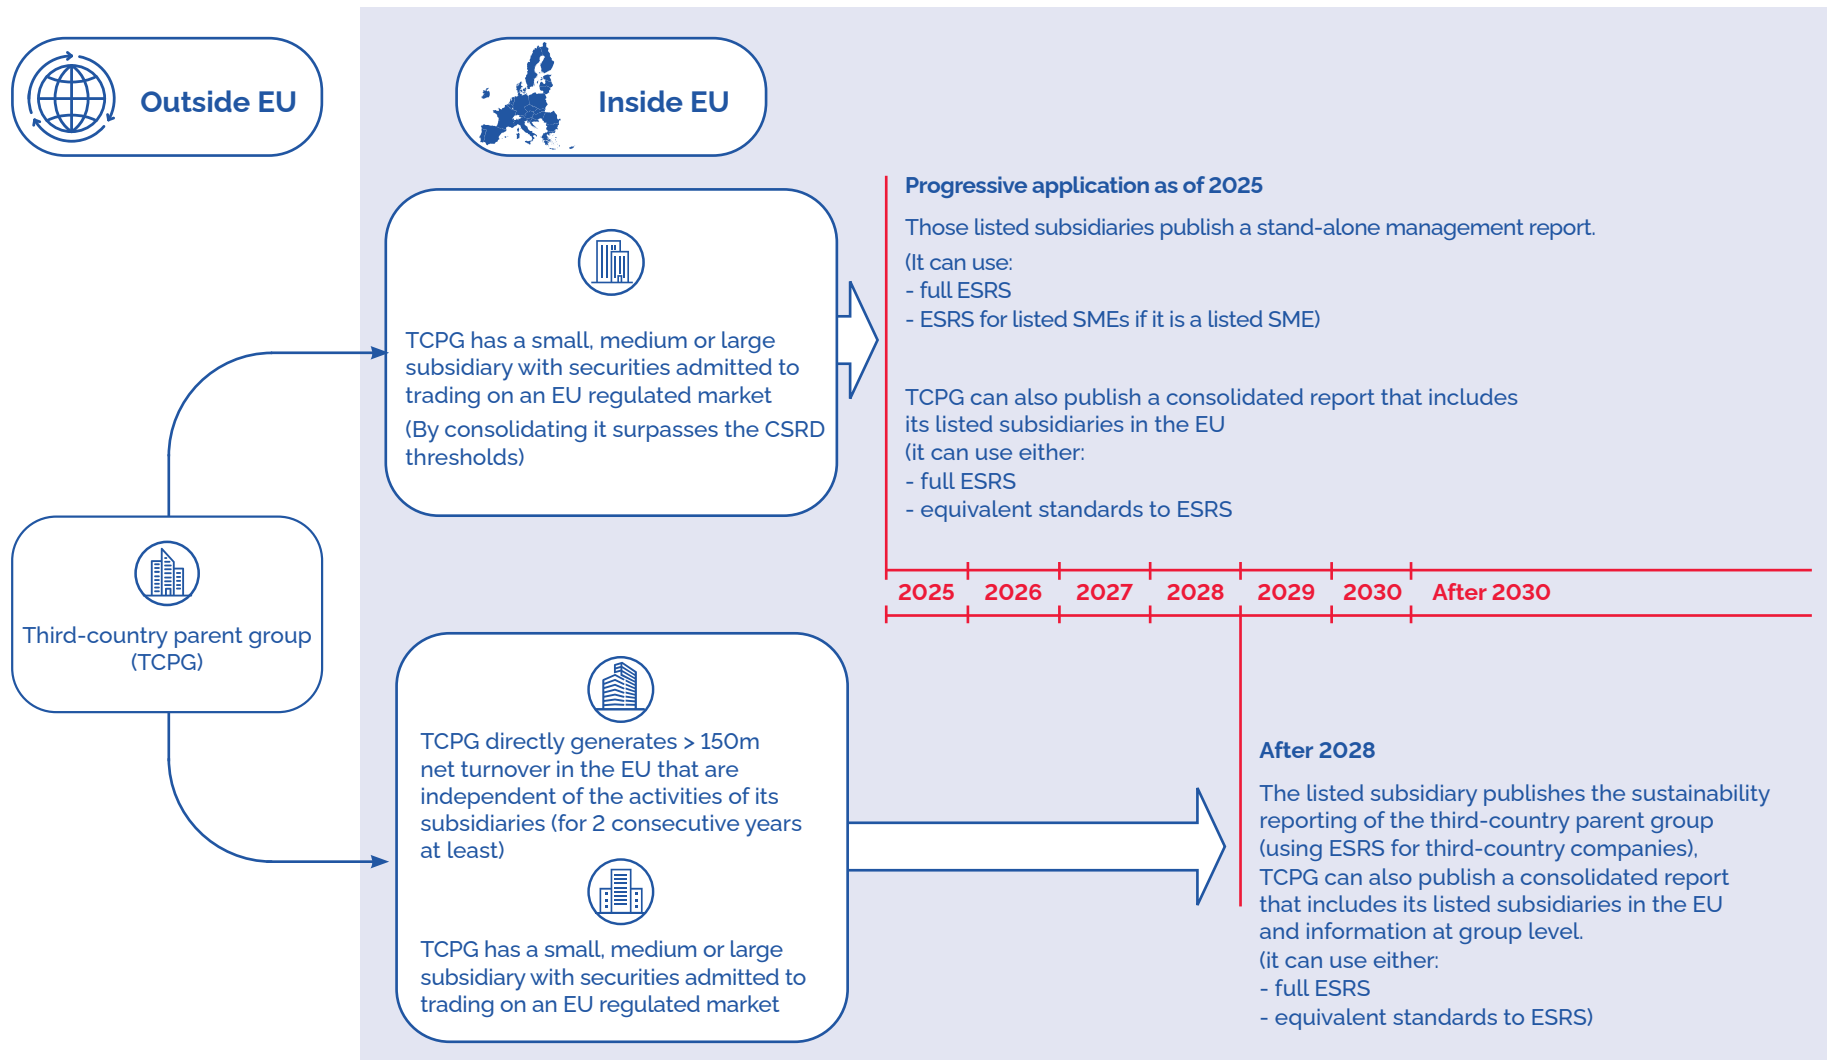 Outside EU
Inside EU
Third-country parent group
(TCPG)
TCPG has a small, medium or large
subsidiary with securities admitted to
trading on an EU regulated market
(By consolidating it surpasses the CSRD
thresholds)
Progressive application as of 2025
Those listed subsidiaries publish a stand-alone management report.
(It can use:
- full ESRS
- ESRS for listed SMEs if it is a listed SME)
TCPG can also publish a consolidated report that includes
its listed subsidiaries in the EU
(it can use either:
- full ESRS
- equivalent standards to ESRS
2025 2026 2027 2028 2029 2030 After 2030
TCPG directly generates > 150m
net turnover in the EU that are
independent of the activities of its
subsidiaries (for 2 consecutive years
at least)
TCPG has a small, medium or large
subsidiary with securities admitted to
trading on an EU regulated market
After 2028
The listed subsidiary publishes the sustainability
reporting of the third-country parent group
(using ESRS for third-country companies),
TCPG can also publish a consolidated report
that includes its listed subsidiaries in the EU
and information at group level.
(it can use either:
- full ESRS
- equivalent standards to ESRS)